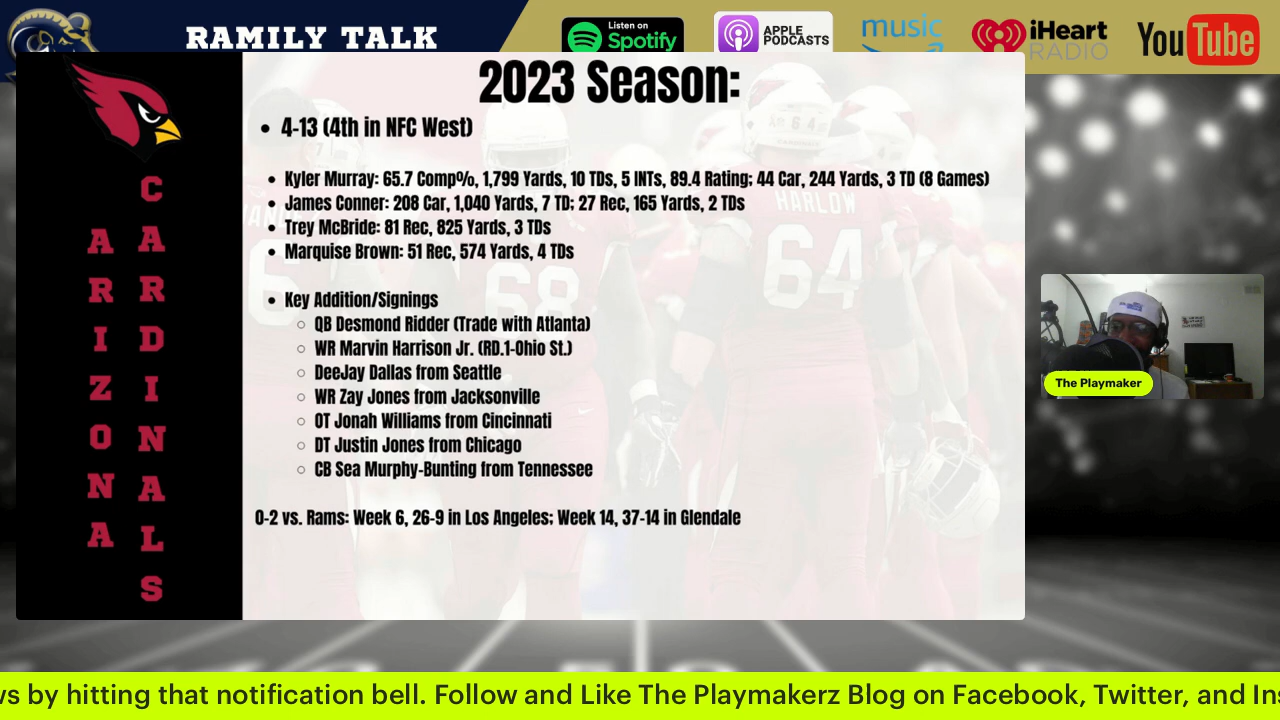 RAMILY TALK
Listen on
Spotify
APPLE
PODCASTS
music
iHeart
RADIO
YouTube
ARIZONA
CARDINALS
2023 Season:
• 4-13 (4th in NFC West)
• Kyler Murray: 65.7 Comp%, 1,799 Yards, 10 TDs, 5 INTs, 89.4 Rating; 44 Car, 244 Yards, 3 TD (8 Games)
• James Conner: 208 Car, 1,040 Yards, 7 TD; 27 Rec, 165 Yards, 2 TDs
• Trey McBride: 81 Rec, 825 Yards, 3 TDs
• Marquise Brown: 51 Rec, 574 Yards, 4 TDs
• Key Addition/Signings
○ QB Desmond Ridder (Trade with Atlanta)
○ WR Marvin Harrison Jr. (RD.1-Ohio St.)
○ DeeJay Dallas from Seattle
○ WR Zay Jones from Jacksonville
○ OT Jonah Williams from Cincinnati
○ DT Justin Jones from Chicago
○ CB Sea Murphy-Bunting from Tennessee
0-2 vs. Rams: Week 6, 26-9 in Los Angeles; Week 14, 37-14 in Glendale
HARLOW
64
68
6
64
The Playmaker
ws by hitting that notification bell. Follow and Like The Playmakerz Blog on Facebook, Twitter, and Ins